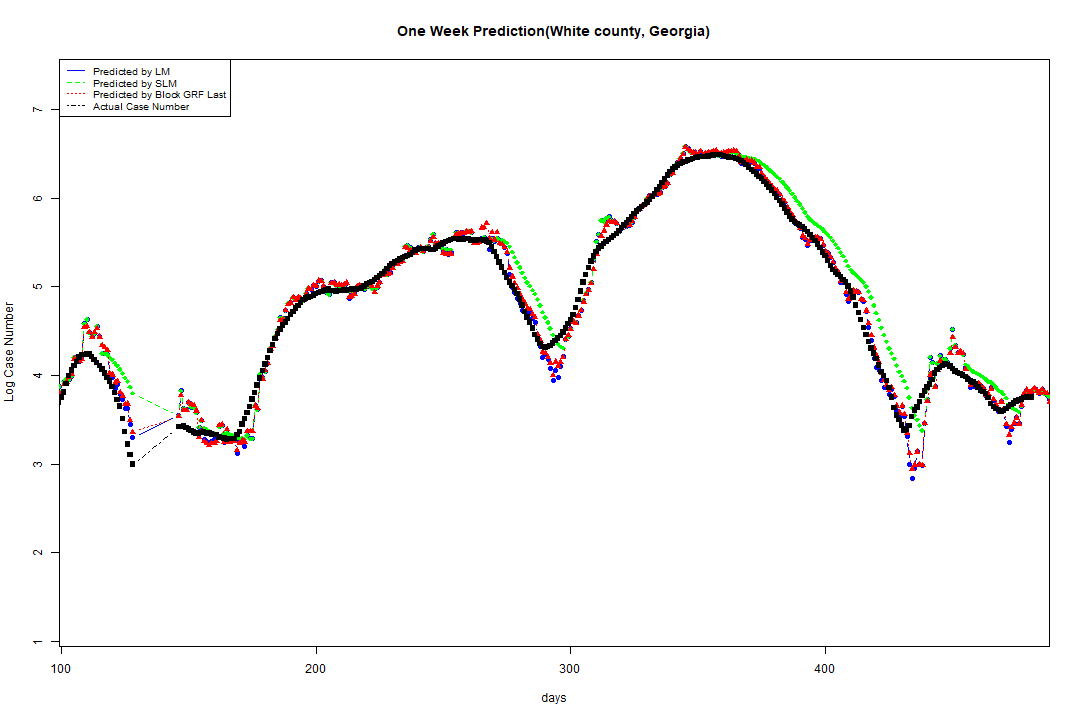 One Week Prediction(White county, Georgia)
Predicted by LM
Predicted by SLM
Predicted by Block GRF Last
Actual Case Number
7
6
5
4
3
2
1
Log Case Number
100 200 300 400
days